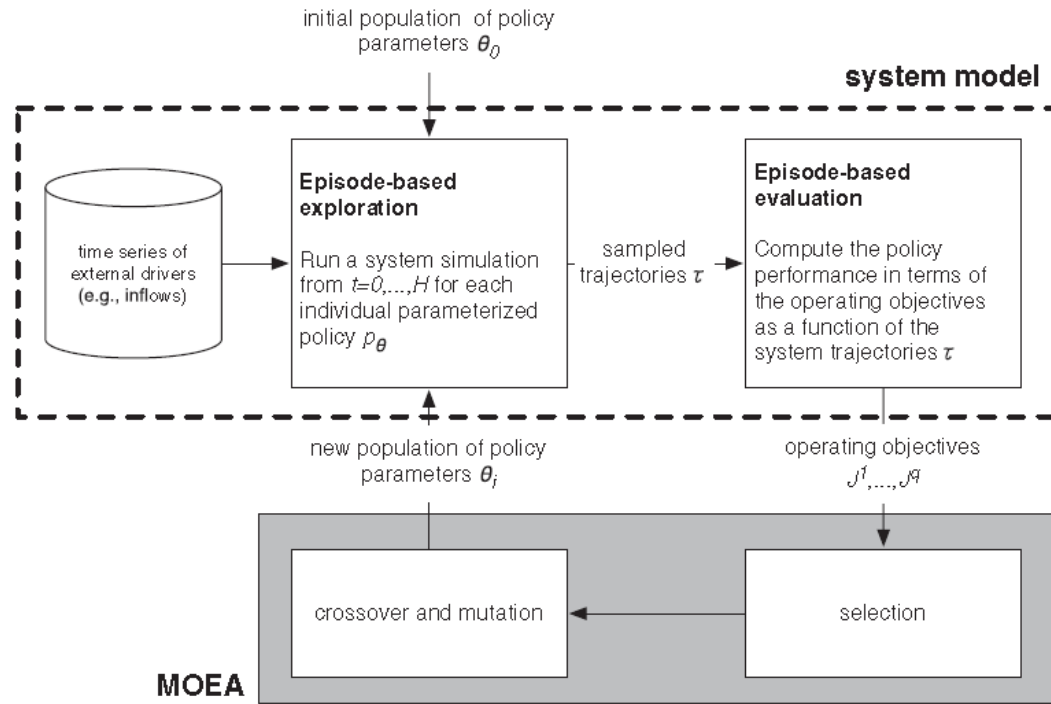 initial population of policy
parameters θ0
system model
time series of
external drivers
(e.g., inflows)
Episode-based
exploration
Run a system simulation
from t=0,...,H for each
individual parameterized
policy pθ
sampled
trajectories τ
Episode-based
evaluation
Compute the policy
performance in terms of
the operating objectives
as a function of the
system trajectories τ
new population of policy
parameters θi
operating objectives
J1,...,Jq
crossover and mutation
selection
MOEA